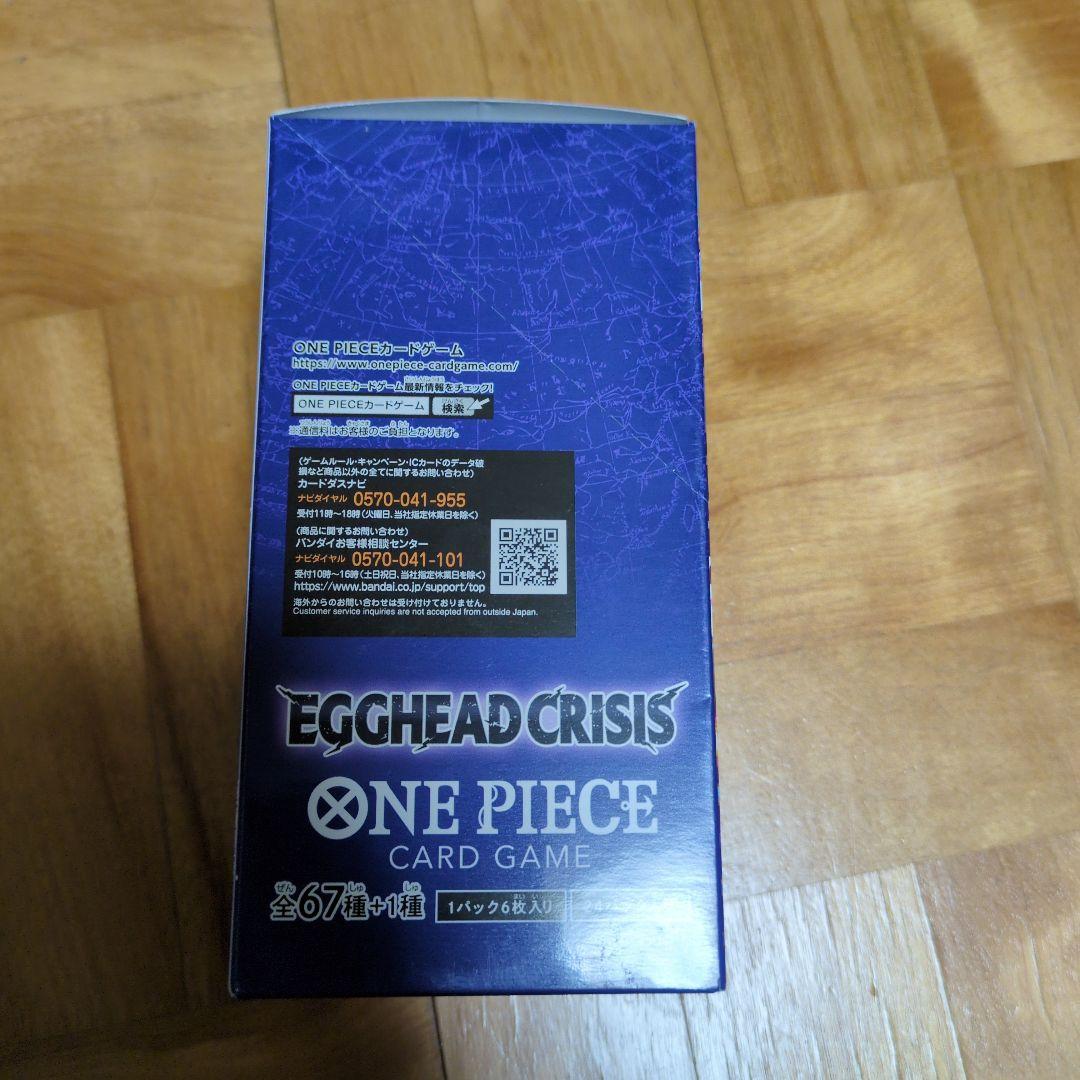 ONE PIECEカードゲーム
https://www.onepiece-cardgame.com/
ONE PIECEカードゲーム最新情報をチェック!
ONE PIECEカードゲーム 検索
※通信料はお客様のご負担となります。
(ゲームルール・キャンペーン・ICカードのデータ破
損など商品以外の全てに関するお問い合わせ)
カードダスナビ
ナビダイヤル 0570-041-955
受付11時~18時(火曜日、当社指定休業日を除く)
(商品に関するお問い合わせ)
バンダイお客様相談センター
ナビダイヤル 0570-041-101
受付10時~16時(土日祝日、当社指定休業日を除く)
https://www.bandai.co.jp/support/top
海外からのお問い合わせは受け付けておりません。
Customer service inquiries are not accepted from outside Japan.
EGGHEAD CRISIS
ONE PIECE
CARD GAME
全67種+1種 1パック6枚入り